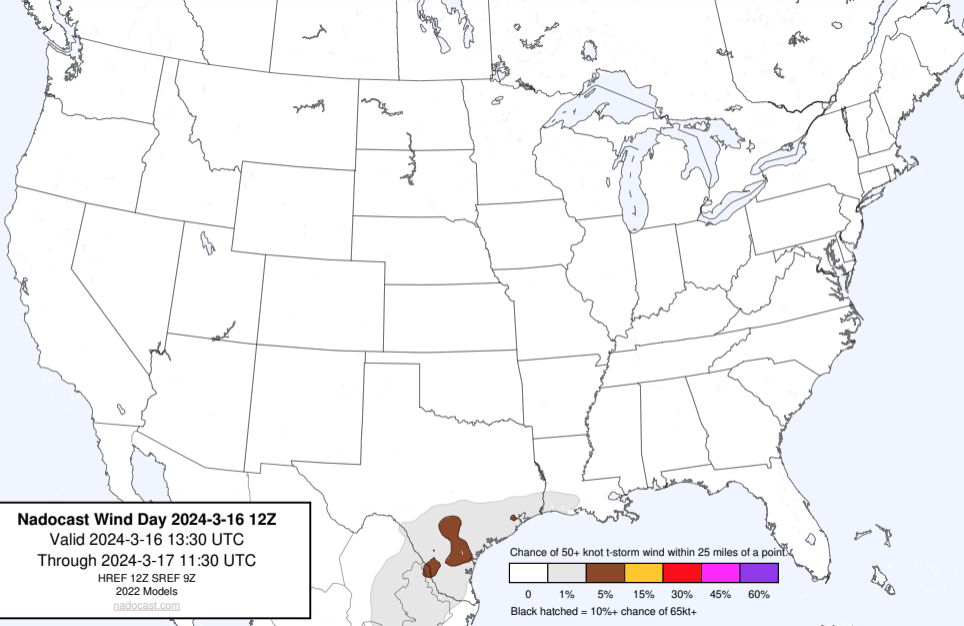 Nadocast Wind Day 2024-3-16 12Z
Valid 2024-3-16 13:30 UTC
Through 2024-3-17 11:30 UTC
HREF 12Z SREF 9Z
2022 Models
nadocast.com
Chance of 50+ knot t-storm wind within 25 miles of a point.
0 1% 5% 15% 30% 45% 60%
Black hatched = 10%+ chance of 65kt+